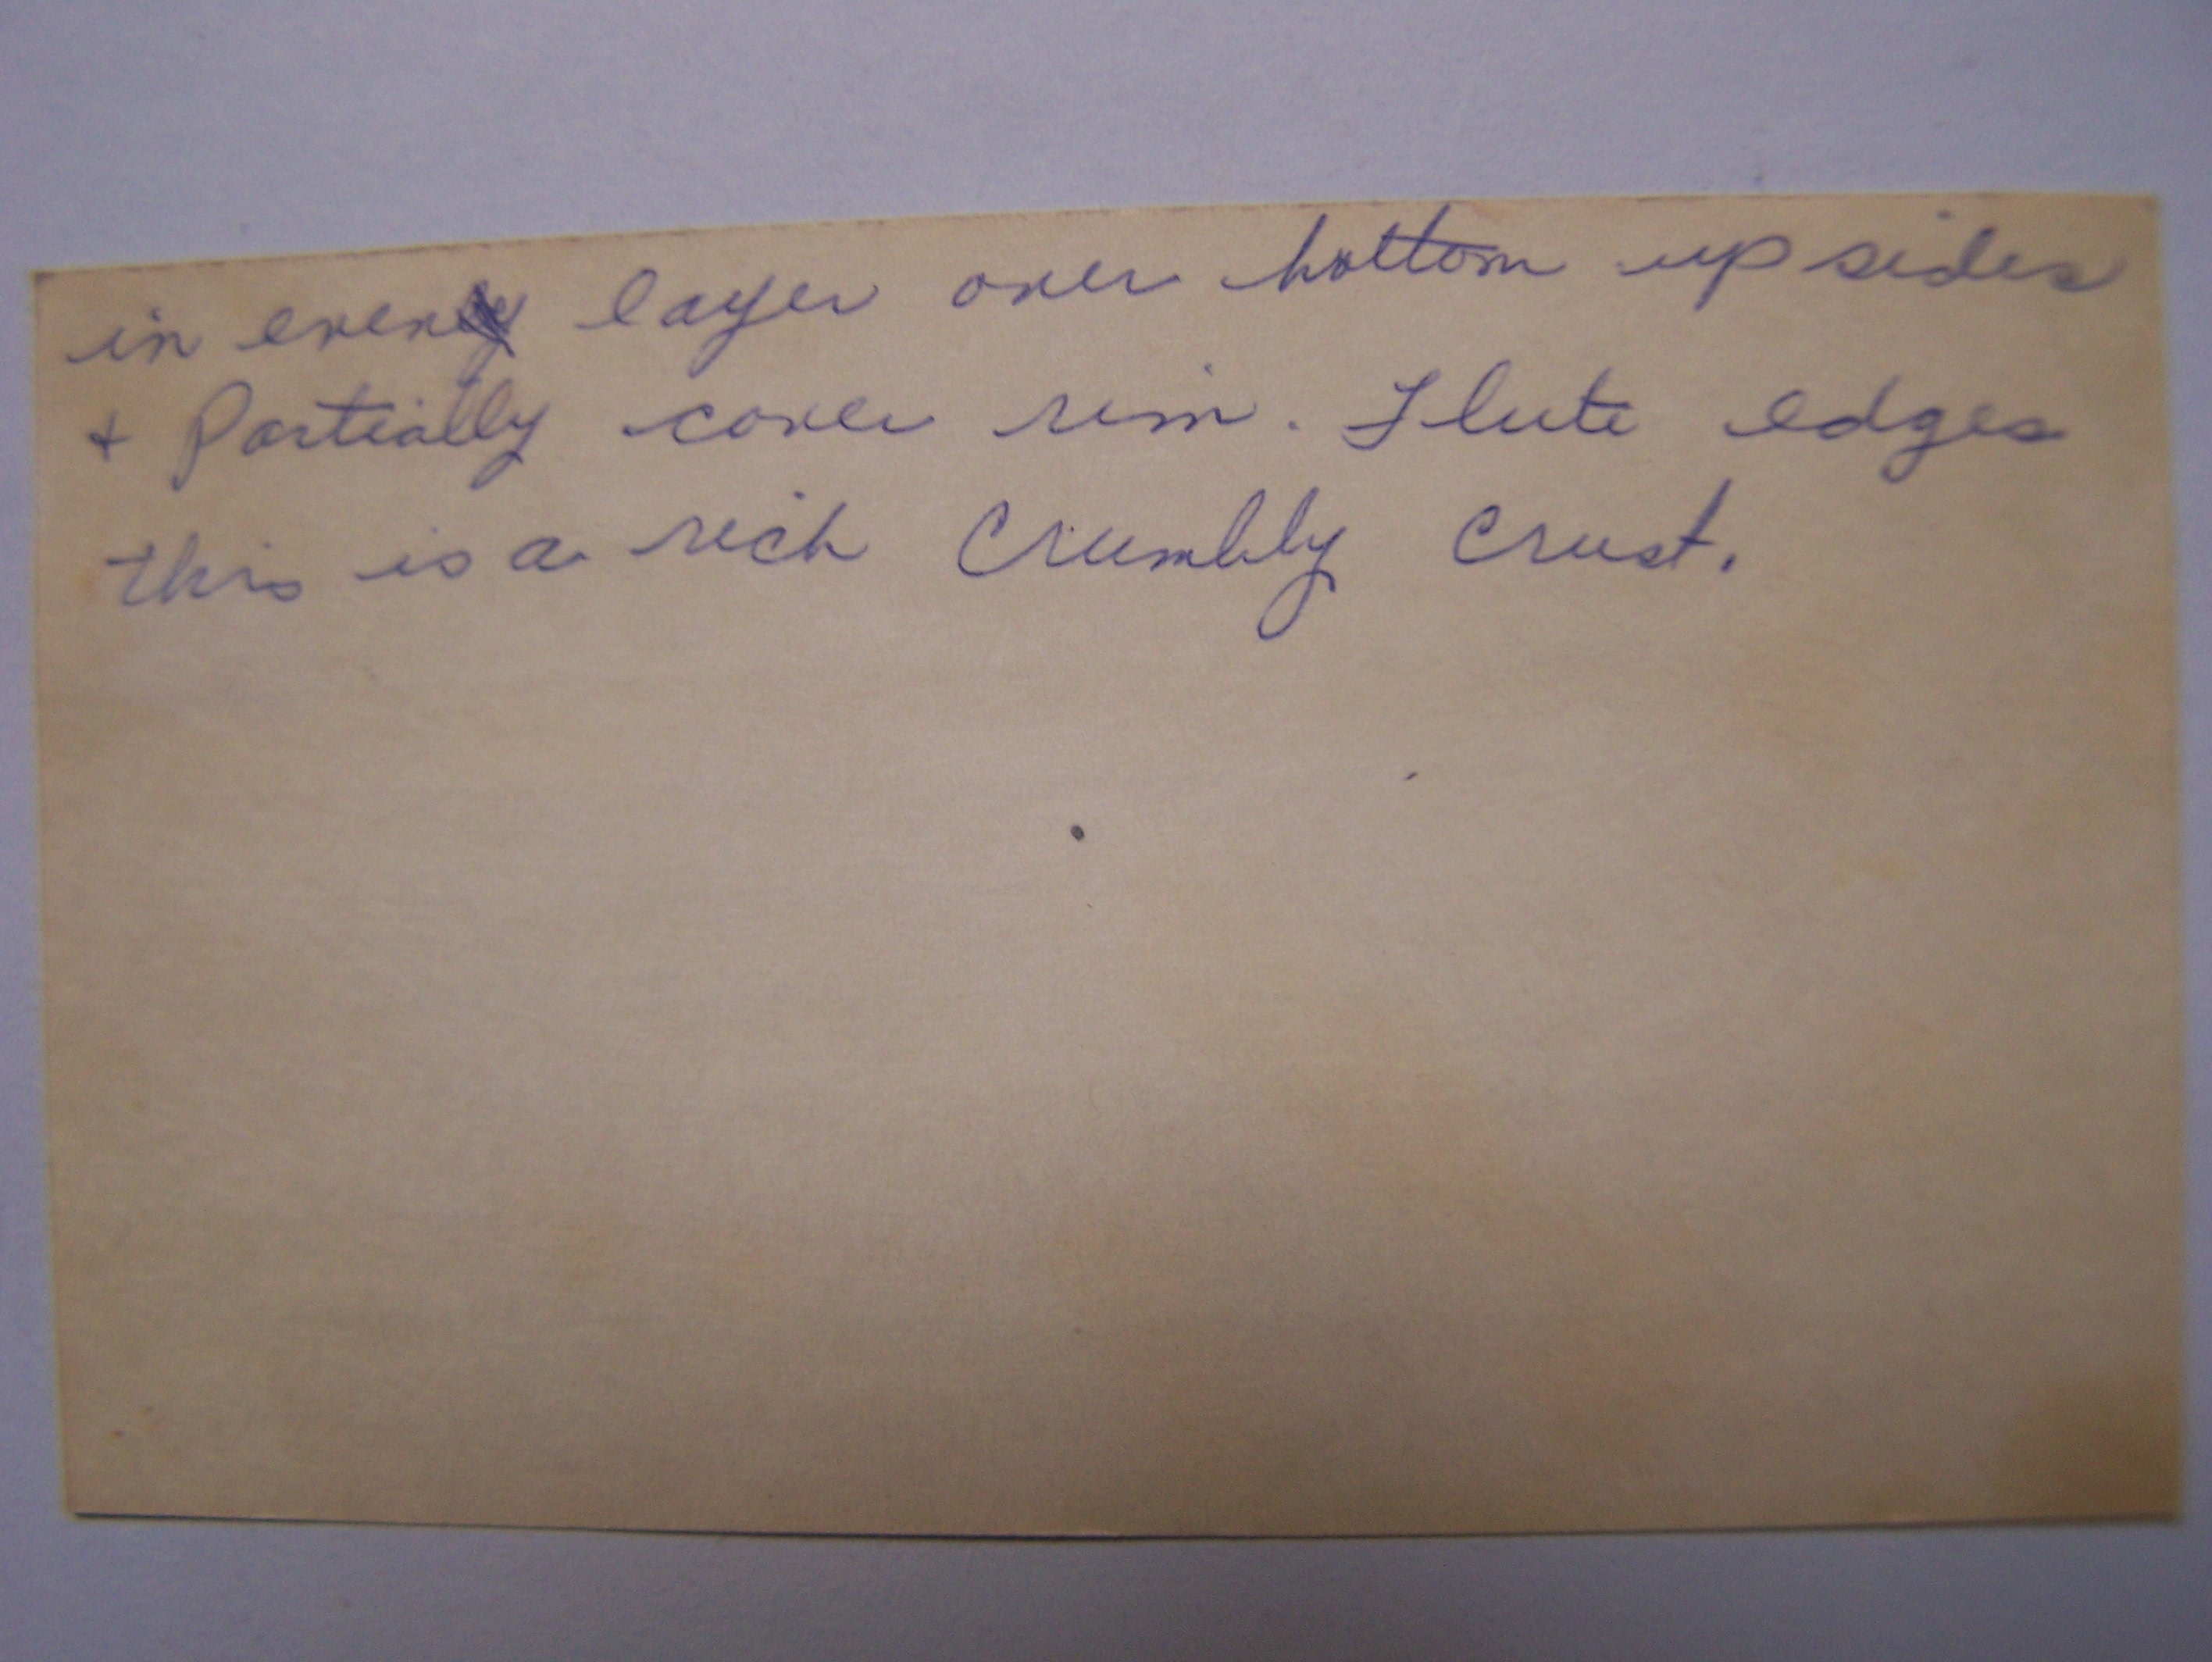 in even layer over bottom up sides
+ Partially cover rim. Flute edges
this is a rich Crumbly Crust.